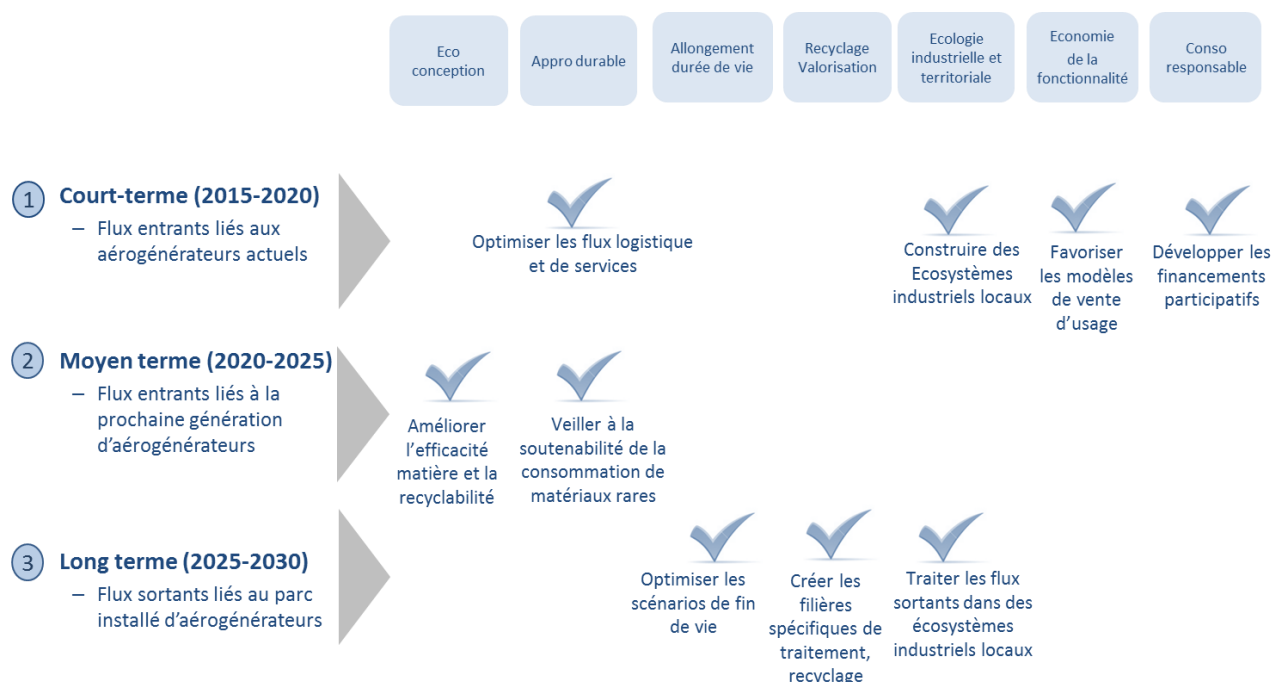 Eco
conception
Appro durable
Allongement
durée de vie
Recyclage
Valorisation
Ecologie
industrielle et
territoriale
Economie
de la
fonctionnalité
Conso
responsable
1
Court-terme (2015-2020)
– Flux entrants liés aux
aérogénérateurs actuels
Optimiser les flux logistique
et de services
Construire des
Ecosystèmes
industriels locaux
Favoriser
les modèles
de vente
d'usage
Développer les
financements
participatifs
2
Moyen terme (2020-2025)
– Flux entrants liés à la
prochaine génération
d'aérogénérateurs
Améliorer
l'efficacité
matière et la
recyclabilité
Veiller à la
soutenabilité de la
consommation de
matériaux rares
3
Long terme (2025-2030)
– Flux sortants liés au parc
installé d'aérogénérateurs
Optimiser les
scénarios de fin
de vie
Créer les
filières
spécifiques de
traitement,
recyclage
Traiter les flux
sortants dans des
écosystèmes
industriels locaux